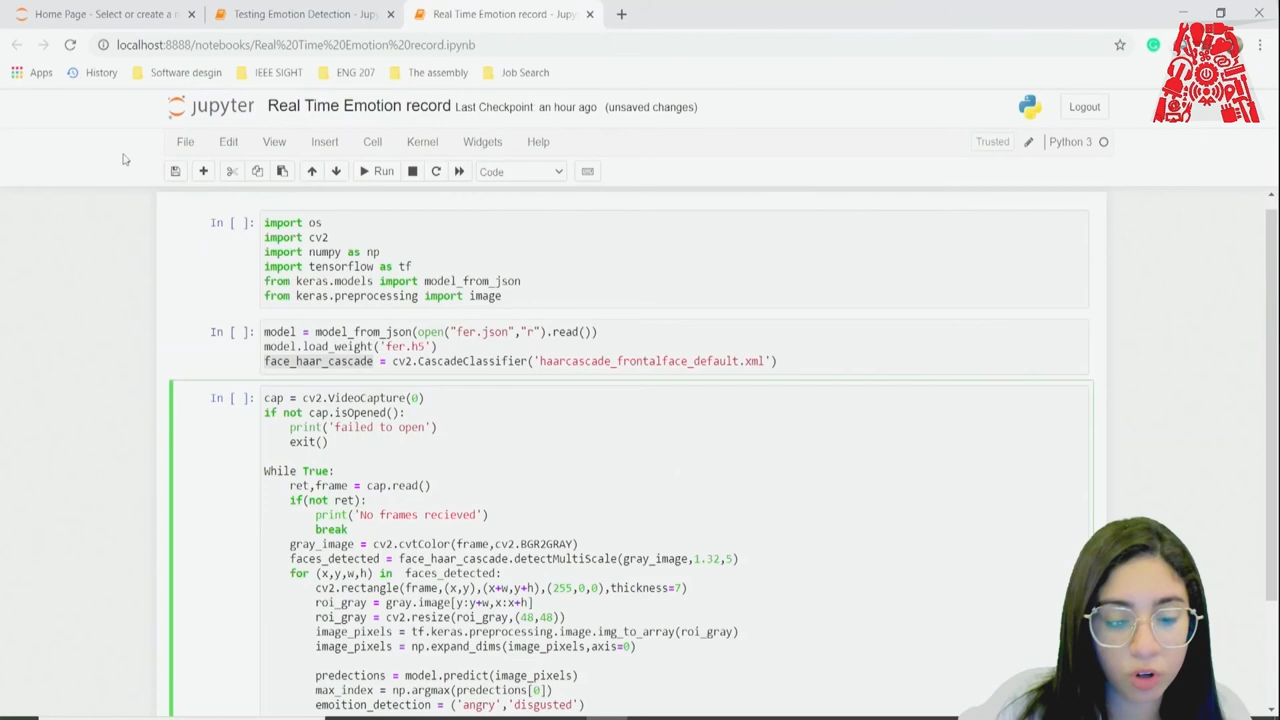 Home Page - Select or create a n
Testing Emotion Detection - Jup
Real Time Emotion record - Jupy
localhost:8888/notebooks/Real%20Time%20Emotion%20record.ipynb
Apps
History
Software desgin
IEEE SIGHT
ENG 207
The assembly
Job Search
jupyter
Real Time Emotion record Last Checkpoint an hour ago (unsaved changes)
Logout
File
Edit
View
Insert
Cell
Kernel
Widgets
Help
Trusted
Python 3
Run
Code
In [ ]:
import os
import cv2
import numpy as np
import tensorflow as tf
from keras.models import model_from_json
from keras.preprocessing import image
In [ ]:
model = model_from_json(open("fer.json","r").read())
model.load_weight('fer.h5')
face_haar_cascade = cv2.CascadeClassifier('haarcascade_frontalface_default.xml')
In [ ]:
cap = cv2.VideoCapture(0)
if not cap.isOpened():
print('failed to open')
exit()
While True:
ret,frame = cap.read()
if(not ret):
print('No frames recieved')
break
gray_image = cv2.cvtColor(frame,cv2.BGR2GRAY)
faces_detected = face_haar_cascade.detectMultiScale(gray_image,1.32,5)
for (x,y,w,h) in  faces_detected:
cv2.rectangle(frame,(x,y),(x+w,y+h),(255,0,0),thickness=7)
roi_gray = gray.image[y:y+w,x:x+h]
roi_gray = cv2.resize(roi_gray,(48,48))
image_pixels = tf.keras.preprocessing.image.img_to_array(roi_gray)
image_pixels = np.expand_dims(image_pixels,axis=0)
predections = model.predict(image_pixels)
max_index = np.argmax(predections[0])
emoition_detection = ('angry','disgusted')